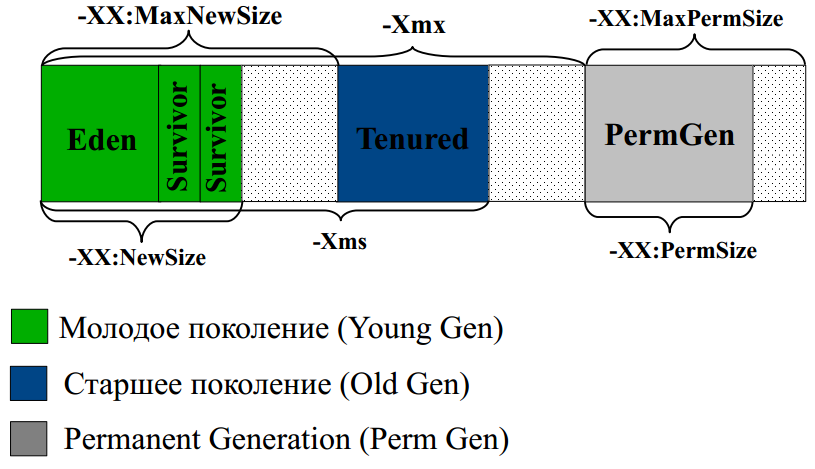 -XX:MaxNewSize
-Xmx
-XX:MaxPermSize
Eden
Survivor
Survivor
Tenured
PermGen
-XX:NewSize
-Xms
-XX:PermSize
Молодое поколение (Young Gen)
Старшее поколение (Old Gen)
Permanent Generation (Perm Gen)